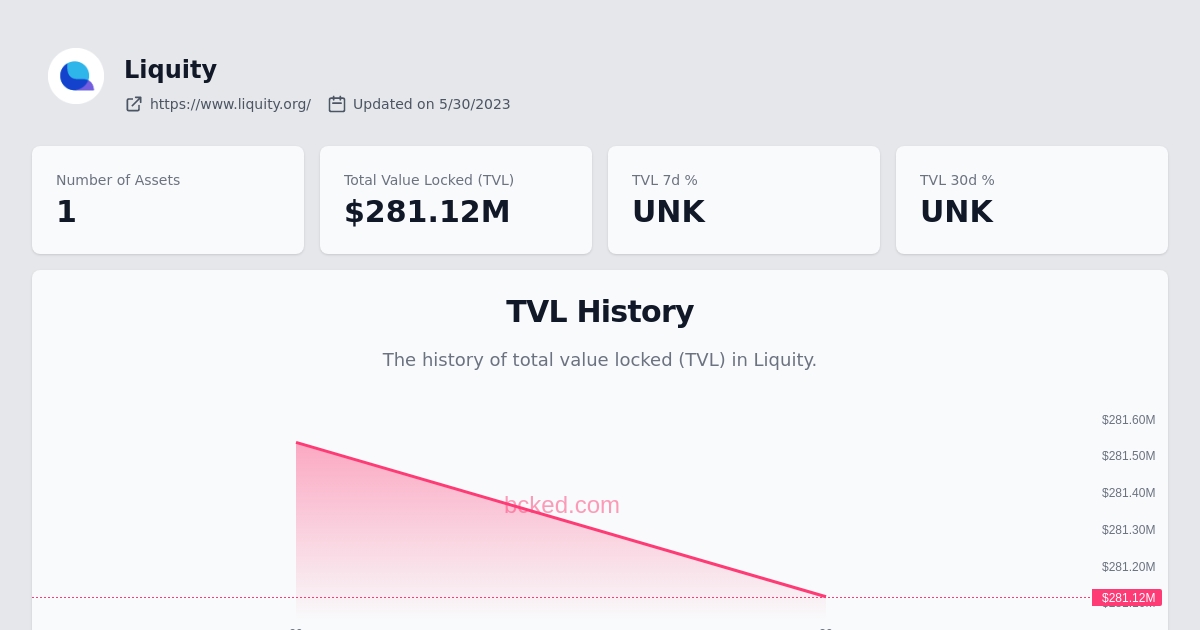 Liquity
https://www.liquity.org/ Updated on 5/30/2023
Number of Assets
1
Total Value Locked (TVL)
$281.12M
TVL 7d %
UNK
TVL 30d %
UNK
TVL History
The history of total value locked (TVL) in Liquity.
$281.60M
$281.50M
bcked.com
$281.40M
$281.30M
$281.20M
$281.12M